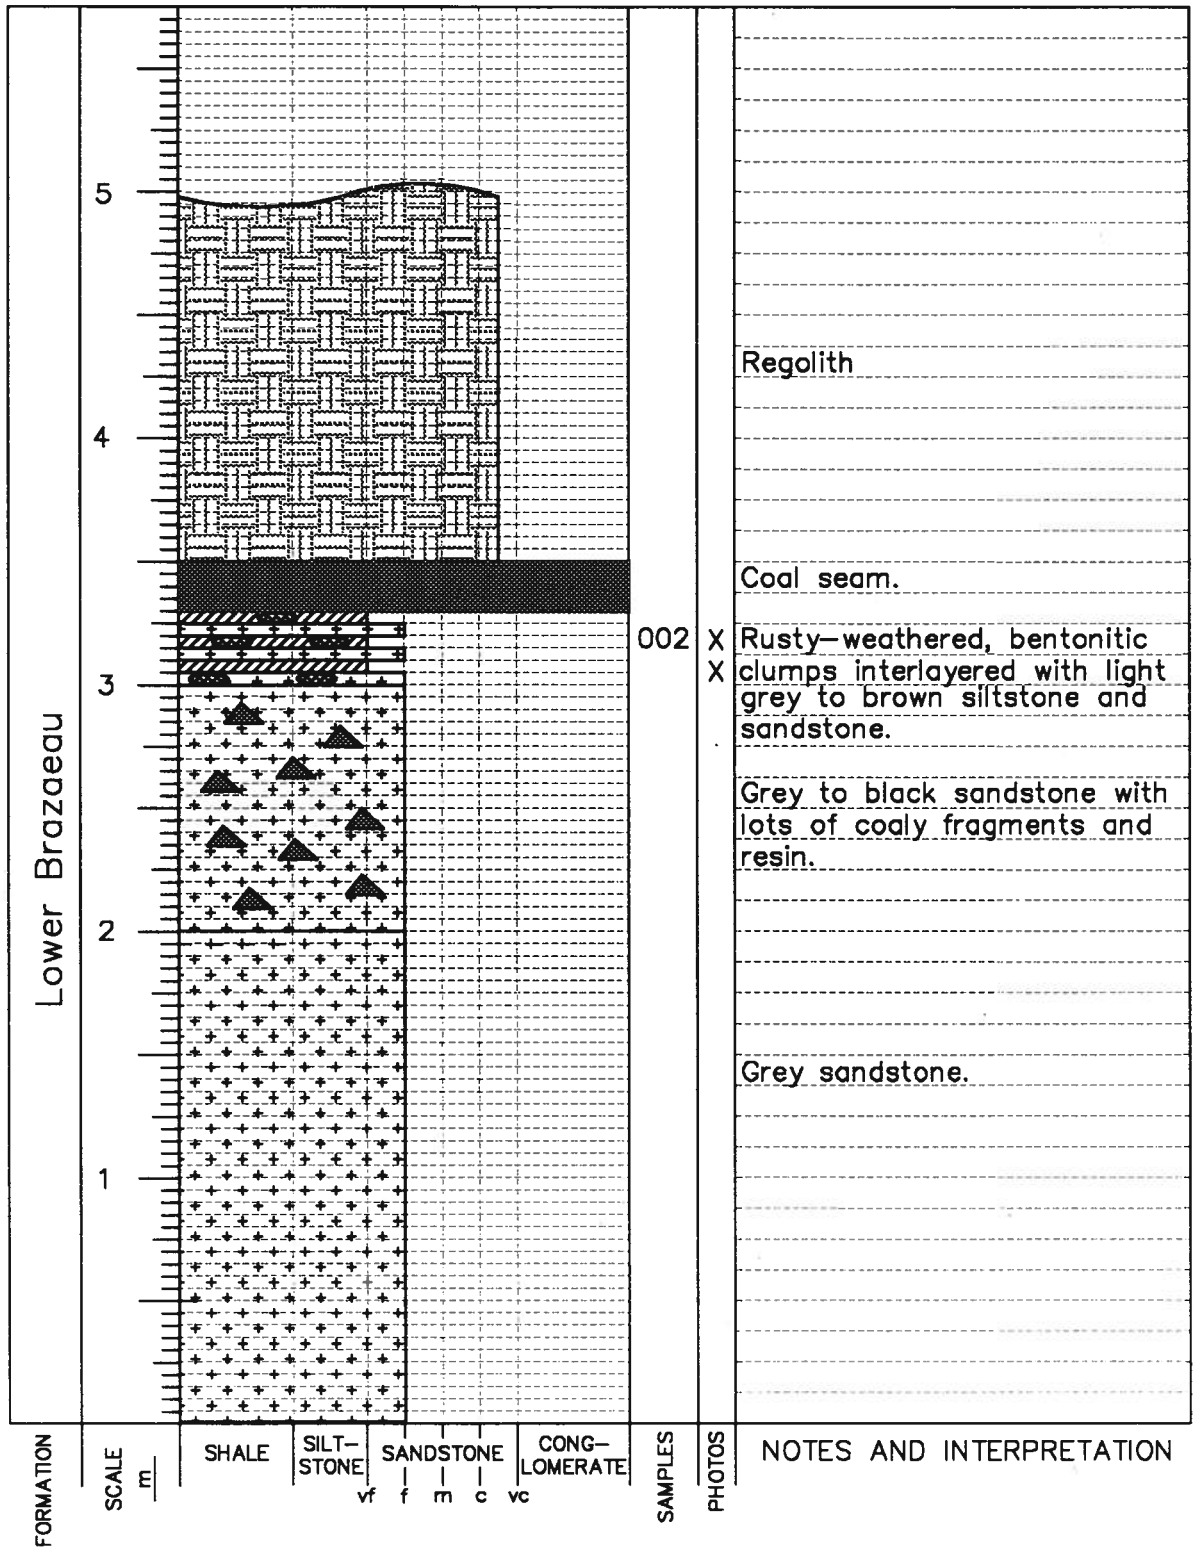 5
Regolith
4
Coal seam.
002 X Rusty-weathered, bentonitic
X clumps interlayered with light
3
grey to brown siltstone and
sandstone.
Grey to black sandstone with
lots of coaly fragments and
resin.
2
Lower Brazaeau
Grey sandstone.
1
FORMATION
SCALE
m
SHALE
SILT-
STONE
SANDSTONE
CONG-
LOMERATE
vf f m c vc
SAMPLES
PHOTOS
NOTES AND INTERPRETATION